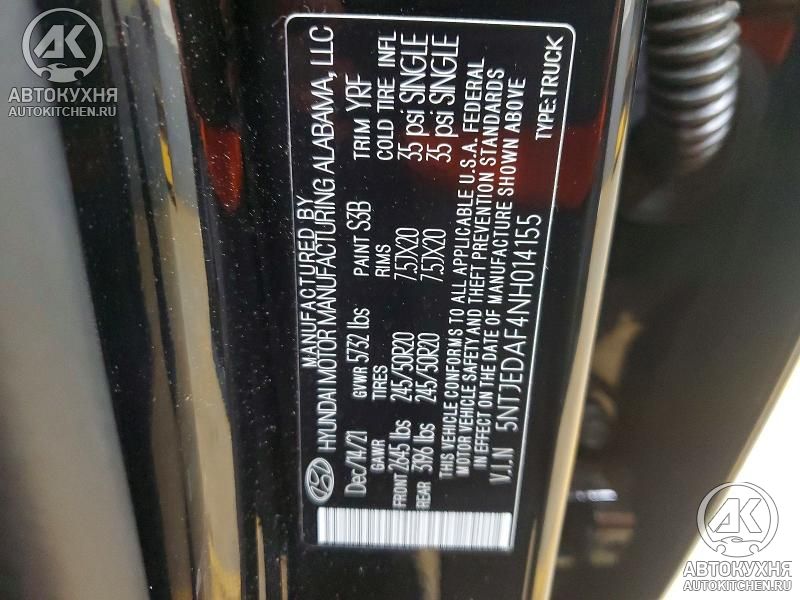 AK
АВТОКУХНЯ
AUTOKITCHEN.RU
MANUFACTURED BY
HYUNDAI MOTOR MANUFACTURING ALABAMA, LLC
Dec/14/21 GVWR 5732 lbs PAINT S3B TRIM YRF
GAWR TIRES RIMS COLD TIRE INFL
FRONT 2645 lbs 245/50R20 7.5JX20 35 psi SINGLE
REAR 3196 lbs 245/50R20 7.5JX20 35 psi SINGLE
THIS VEHICLE CONFORMS TO ALL APPLICABLE U.S.A. FEDERAL
MOTOR VEHICLE SAFETY AND THEFT PREVENTION STANDARDS
IN EFFECT ON THE DATE OF MANUFACTURE SHOWN ABOVE
V.I.N 5NTJEDAF4NH014155 TYPE:TRUCK
AK
АВТОКУХНЯ
AUTOKITCHEN.RU